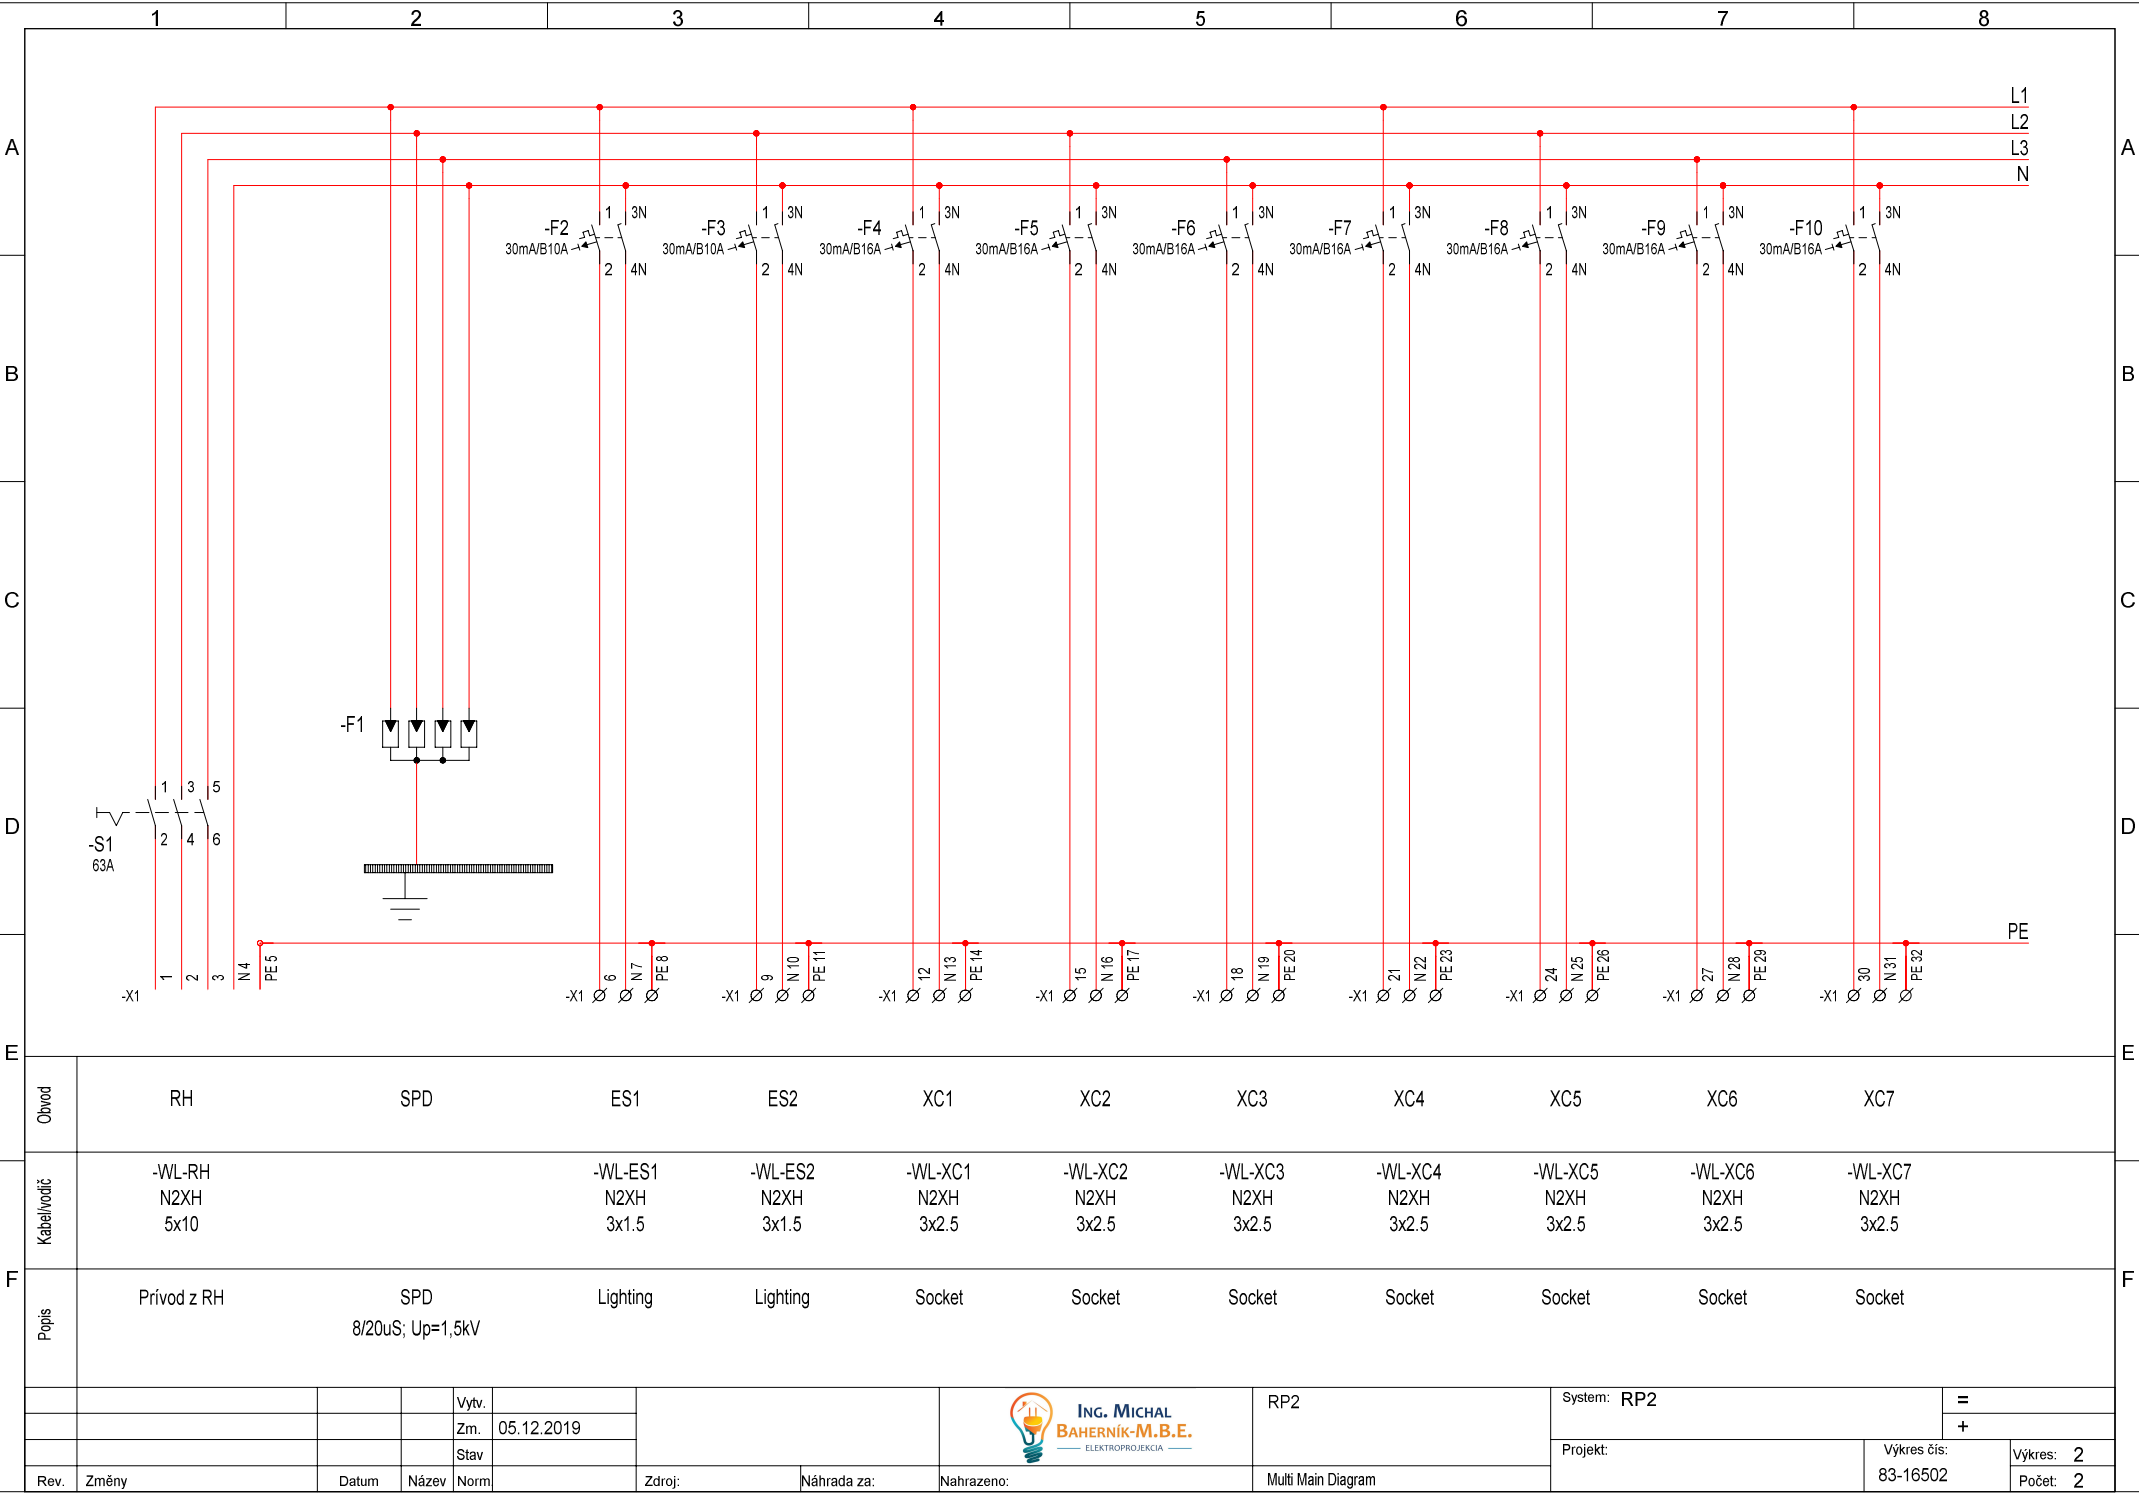 1 2 3 4 5 6 7 8
L1
L2
A A
L3
N
1 3N 1 3N 1 3N 1 3N 1 3N 1 3N 1 3N 1 3N 1 3N
-F2 -F3 -F4 -F5 -F6 -F7 -F8 -F9 -F10
30mA/B10A 30mA/B10A 30mA/B16A 30mA/B16A 30mA/B16A 30mA/B16A 30mA/B16A 30mA/B16A 30mA/B16A
2 4N 2 4N 2 4N 2 4N 2 4N 2 4N 2 4N 2 4N 2 4N
B B
C C
-F1
1 3 5
D D
2 4 6
-S1
63A
PE
1 2 3 N 4 PE 5 6 N 7 PE 8 9 N 10 PE 11 12 N 13 PE 14 15 N 16 PE 17 18 N 19 PE 20 21 N 22 PE 23 24 N 25 PE 26 27 N 28 PE 29 30 N 31 PE 32
-X1 -X1 -X1 -X1 -X1 -X1 -X1 -X1 -X1 -X1
E E
Obvod RH SPD ES1 ES2 XC1 XC2 XC3 XC4 XC5 XC6 XC7
Kabel/vodič
-WL-RH -WL-ES1 -WL-ES2 -WL-XC1 -WL-XC2 -WL-XC3 -WL-XC4 -WL-XC5 -WL-XC6 -WL-XC7
N2XH N2XH N2XH N2XH N2XH N2XH N2XH N2XH N2XH N2XH
5x10 3x1.5 3x1.5 3x2.5 3x2.5 3x2.5 3x2.5 3x2.5 3x2.5 3x2.5
F F
Popis
Prívod z RH SPD Lighting Lighting Socket Socket Socket Socket Socket Socket Socket
8/20uS; Up=1,5kV
Vytv.
Zm. 05.12.2019
Stav
Rev. Změny Datum Název Norm
Zdroj: Náhrada za: Nahrazeno:
ING. MICHAL
BAHERNÍK-M.B.E.
ELEKTROPROJEKCIA
RP2
Multi Main Diagram
System: RP2
=
+
Projekt:
Výkres čís:
83-16502
Výkres: 2
Počet: 2